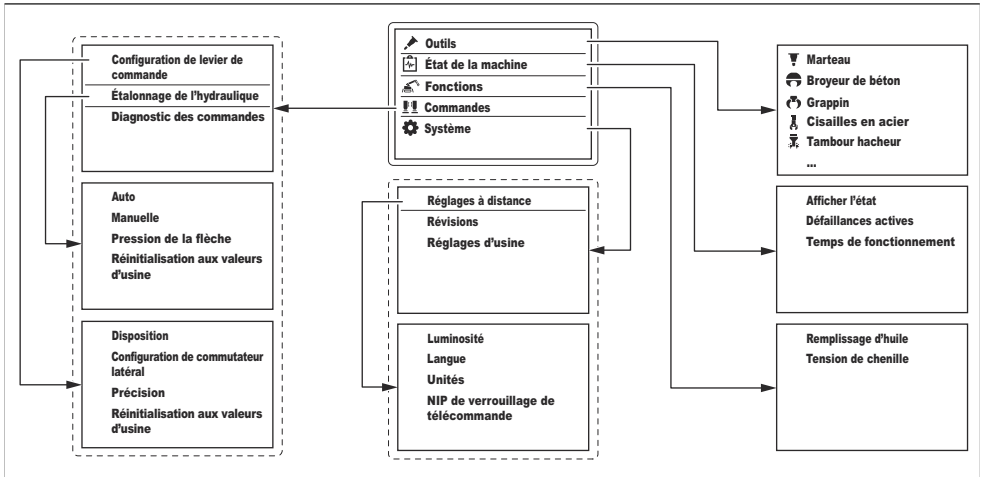 Configuration de levier de
commande
Étalonnage de l'hydraulique
Diagnostic des commandes
Auto
Manuelle
Pression de la flèche
Réinitialisation aux valeurs
d'usine
Disposition
Configuration de commutateur
latéral
Précision
Réinitialisation aux valeurs
d'usine
Outils
État de la machine
Fonctions
Commandes
Système
Réglages à distance
Révisions
Réglages d'usine
Luminosité
Langue
Unités
NIP de verrouillage de
télécommande
Marteau
Broyeur de béton
Grappin
Cisailles en acier
Tambour hacheur
...
Afficher l'état
Défaillances actives
Temps de fonctionnement
Remplissage d'huile
Tension de chenille